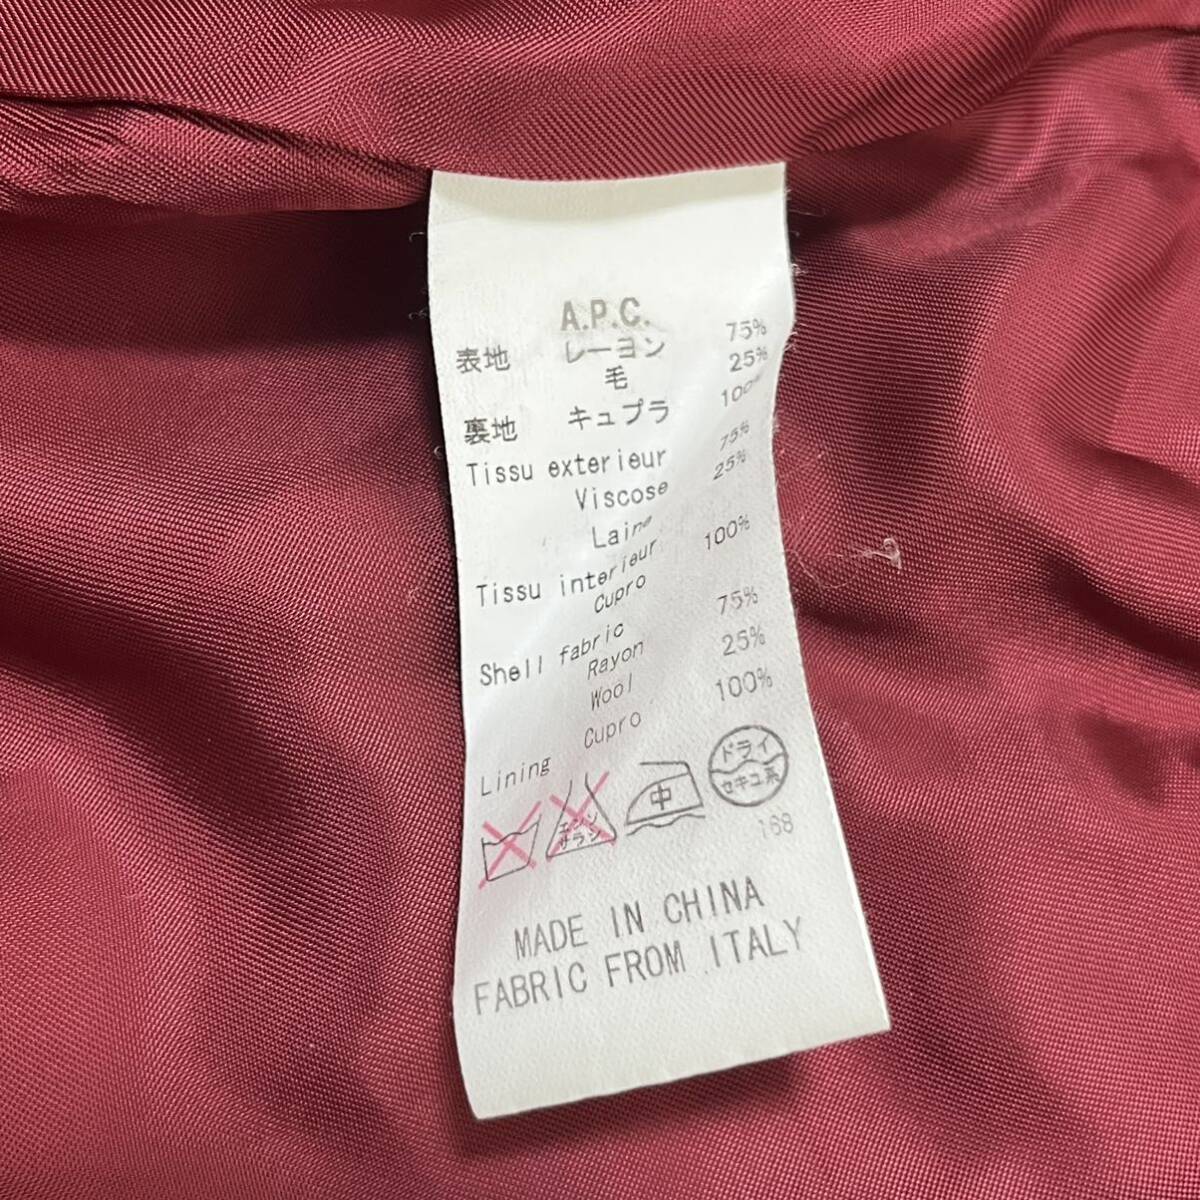 A.P.C.
表地 レーヨン 75%
毛 25%
裏地 キュプラ 100%
Tissu exterieur
Viscose 75%
Laine 25%
Tissu interieur
Cupro 100%
Shell fabric
Rayon 75%
Wool 25%
Lining Cupro 100%
エンソ
サラシ
中
ドライ
セキユ系
168
MADE IN CHINA
FABRIC FROM ITALY